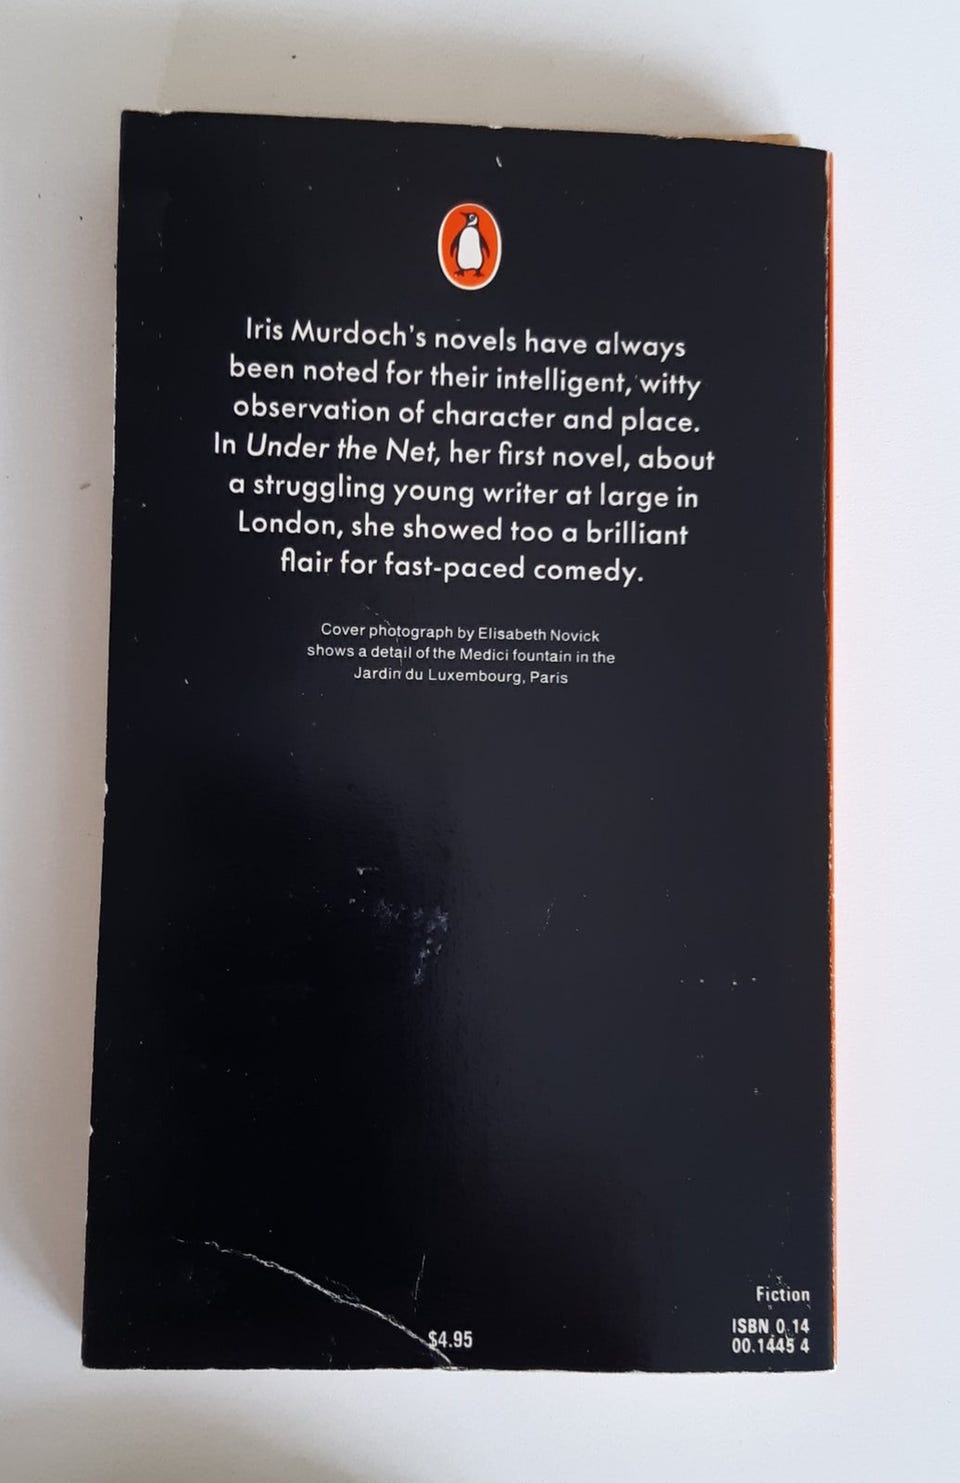 Iris Murdoch's novels have always
been noted for their intelligent, witty
observation of character and place.
In Under the Net, her first novel, about
a struggling young writer at large in
London, she showed too a brilliant
flair for fast-paced comedy.
Cover photograph by Elisabeth Novick
shows a detail of the Medici fountain in the
Jardin du Luxembourg, Paris
$4.95
Fiction
ISBN 0 14
00.1445 4